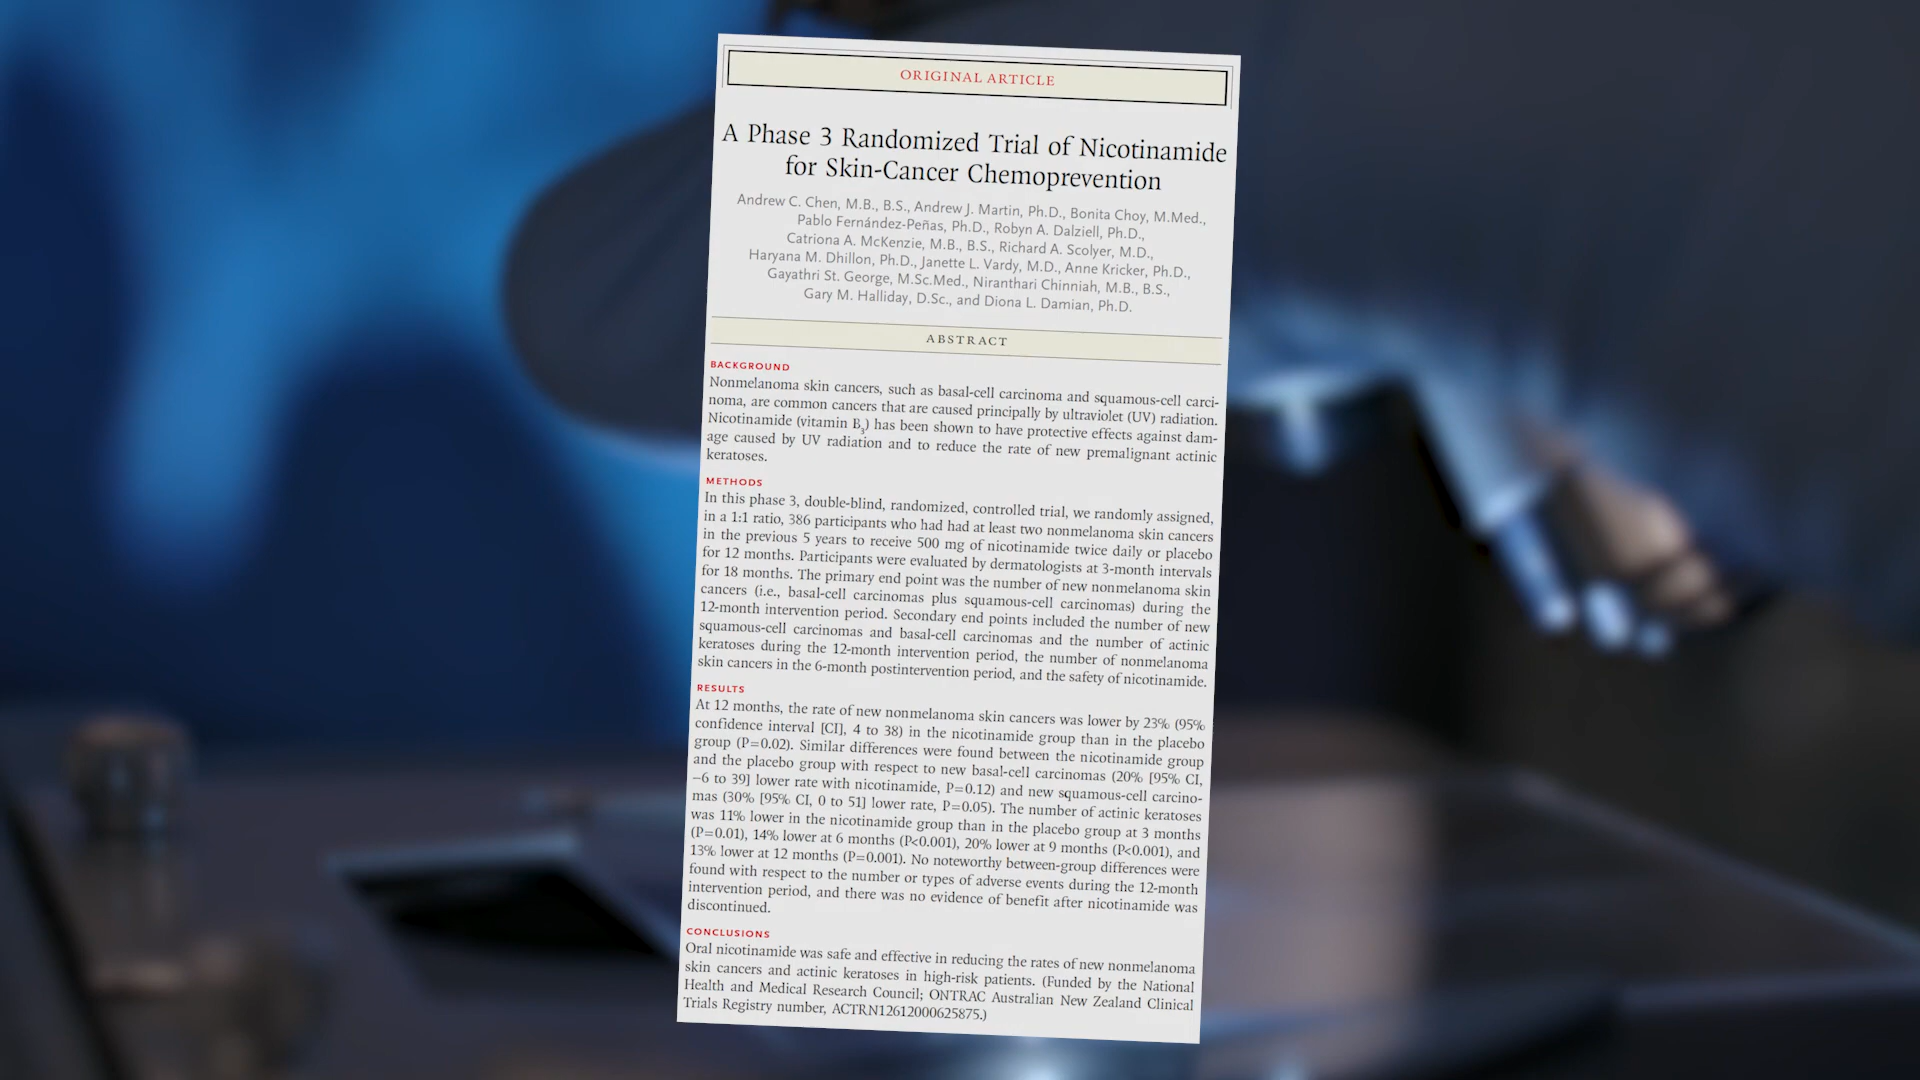 ORIGINAL ARTICLE
A Phase 3 Randomized Trial of Nicotinamide
for Skin-Cancer Chemoprevention
Andrew C. Chen, M.B., B.S., Andrew J. Martin, Ph.D., Bonita Choy, M.Med.,
Pablo Fernández-Peñas, Ph.D., Robyn A. Dalziell, Ph.D.,
Catriona A. McKenzie, M.B., B.S., Richard A. Scolyer, M.D.,
Haryana M. Dhillon, Ph.D., Janette L. Vardy, M.D., Anne Kricker, Ph.D.,
Gayathri St. George, M.Sc.Med., Niranthari Chinniah, M.B., B.S.,
Gary M. Halliday, D.Sc., and Diona L. Damian, Ph.D.
ABSTRACT
BACKGROUND
Nonmelanoma skin cancers, such as basal-cell carcinoma and squamous-cell carci-
noma, are common cancers that are caused principally by ultraviolet (UV) radiation.
Nicotinamide (vitamin B3) has been shown to have protective effects against dam-
age caused by UV radiation and to reduce the rate of new premalignant actinic
keratoses.
METHODS
In this phase 3, double-blind, randomized, controlled trial, we randomly assigned,
in a 1:1 ratio, 386 participants who had had at least two nonmelanoma skin cancers
in the previous 5 years to receive 500 mg of nicotinamide twice daily or placebo
for 12 months. Participants were evaluated by dermatologists at 3-month intervals
for 18 months. The primary end point was the number of new nonmelanoma skin
cancers (i.e., basal-cell carcinomas plus squamous-cell carcinomas) during the
12-month intervention period. Secondary end points included the number of new
squamous-cell carcinomas and basal-cell carcinomas and the number of actinic
keratoses during the 12-month intervention period, the number of nonmelanoma
skin cancers in the 6-month postintervention period, and the safety of nicotinamide.
RESULTS
At 12 months, the rate of new nonmelanoma skin cancers was lower by 23% (95%
confidence interval [CI], 4 to 38) in the nicotinamide group than in the placebo
group (P=0.02). Similar differences were found between the nicotinamide group
and the placebo group with respect to new basal-cell carcinomas (20% [95% CI,
−6 to 39] lower rate with nicotinamide, P=0.12) and new squamous-cell carcino-
mas (30% [95% CI, 0 to 51] lower rate, P=0.05). The number of actinic keratoses
was 11% lower in the nicotinamide group than in the placebo group at 3 months
(P=0.01), 14% lower at 6 months (P<0.001), 20% lower at 9 months (P<0.001), and
13% lower at 12 months (P=0.001). No noteworthy between-group differences were
found with respect to the number or types of adverse events during the 12-month
intervention period, and there was no evidence of benefit after nicotinamide was
discontinued.
CONCLUSIONS
Oral nicotinamide was safe and effective in reducing the rates of new nonmelanoma
skin cancers and actinic keratoses in high-risk patients. (Funded by the National
Health and Medical Research Council; ONTRAC Australian New Zealand Clinical
Trials Registry number, ACTRN12612000625875.)